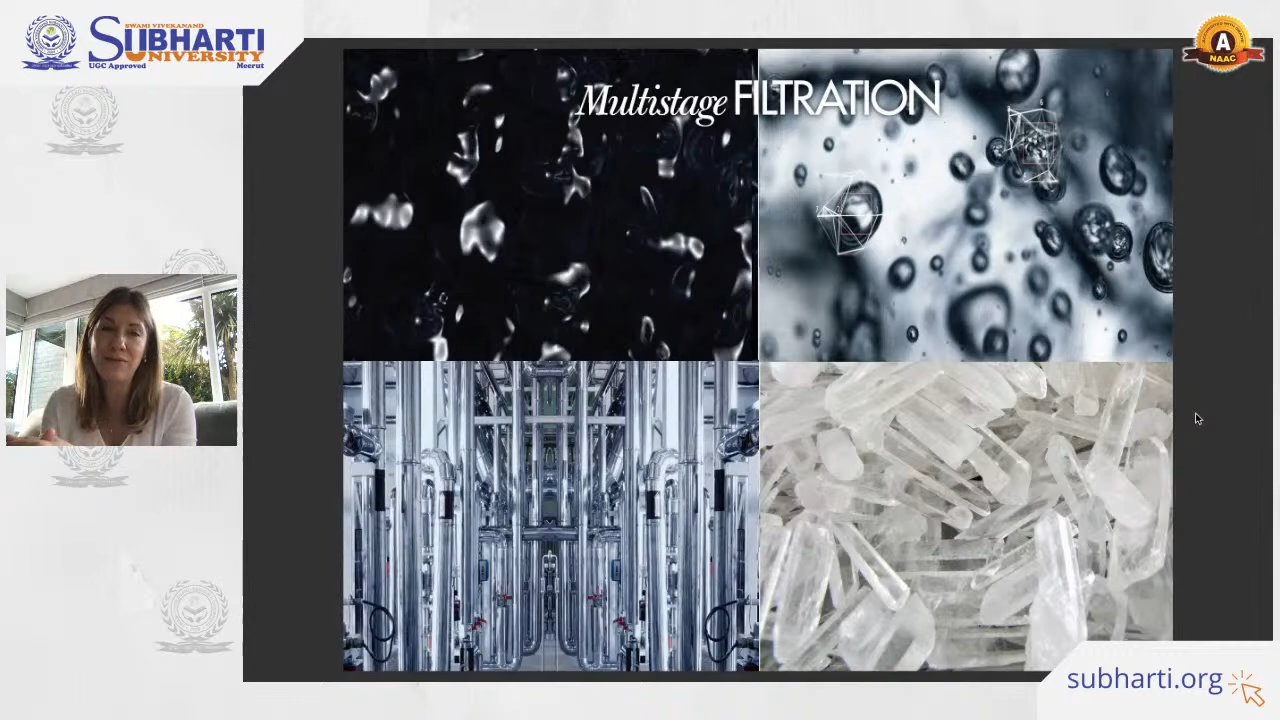 SWAMI VIVEKANAND
SUBHARTI
UNIVERSITY
UGC Approved Meerut
Multistage FILTRATION
A
NAAC
subharti.org